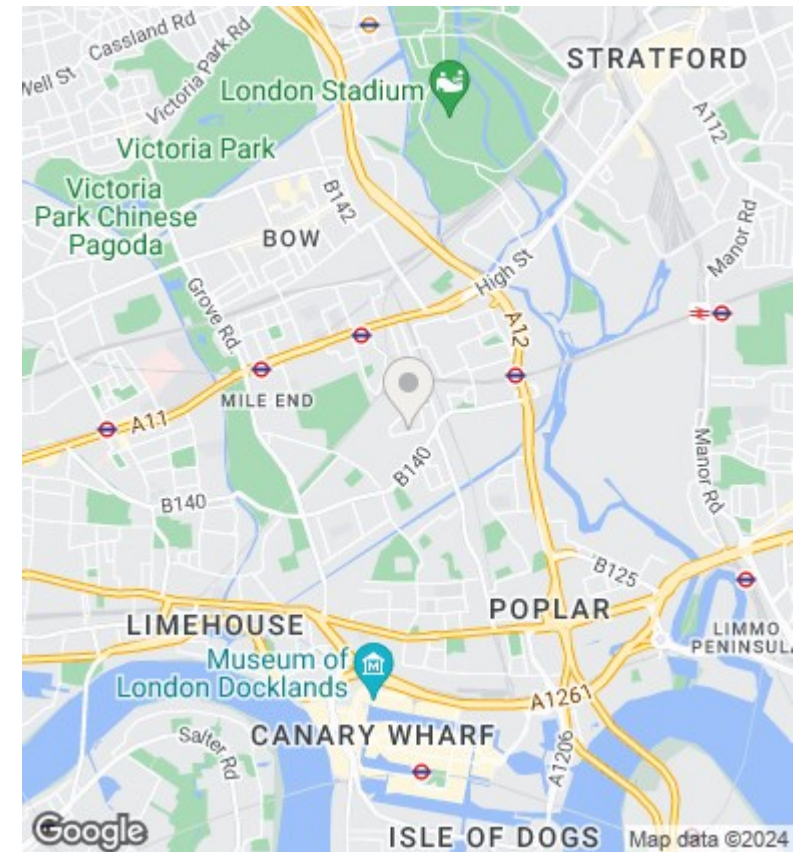 Cassland Rd
Well St
Victoria Park Rd
STRATFORD
London Stadium
A112
Victoria Park
Victoria
Park Chinese
Pagoda
B142
BOW
Manor Rd
High St
Grove Rd.
A12
MILE END
A11
B140
B140
Manor Rd
B125
POPLAR
LIMEHOUSE
LIMMO
PENINSULA
Museum of
London Docklands
A1261
CANARY WHARF
Salter Rd
A1206
Google
ISLE OF DOGS
Map data ©2024